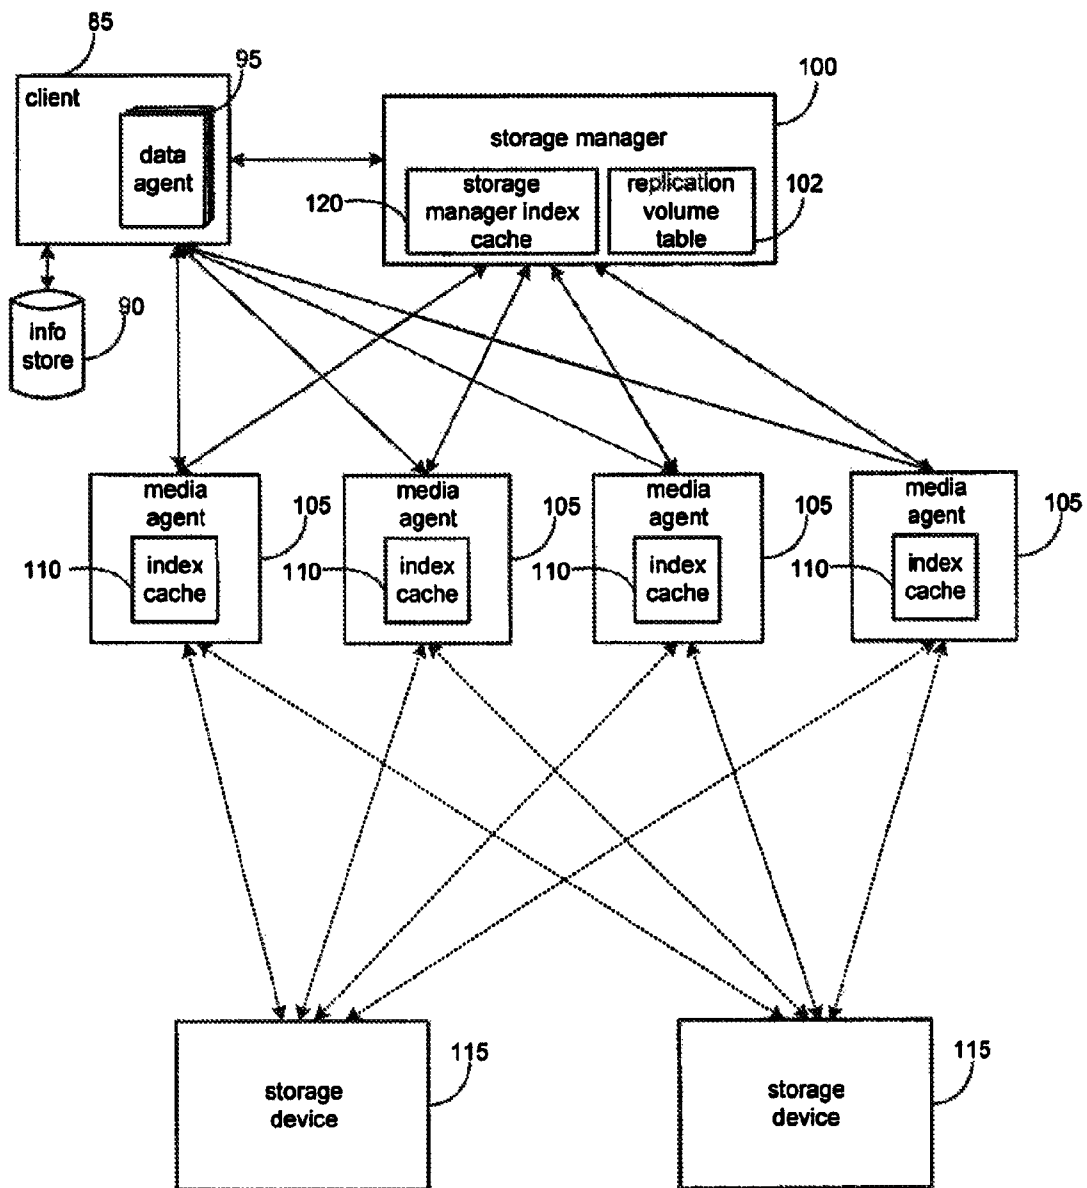 85
95
client
100
storage manager
data
agent
storage
manager index
cache
replication
volume
table
120
102
90
info
store
media
agent
105
media
agent
105
media
agent
105
media
agent
105
110
index
cache
110
index
cache
110
index
cache
110
index
cache
115
storage
device
115
storage
device